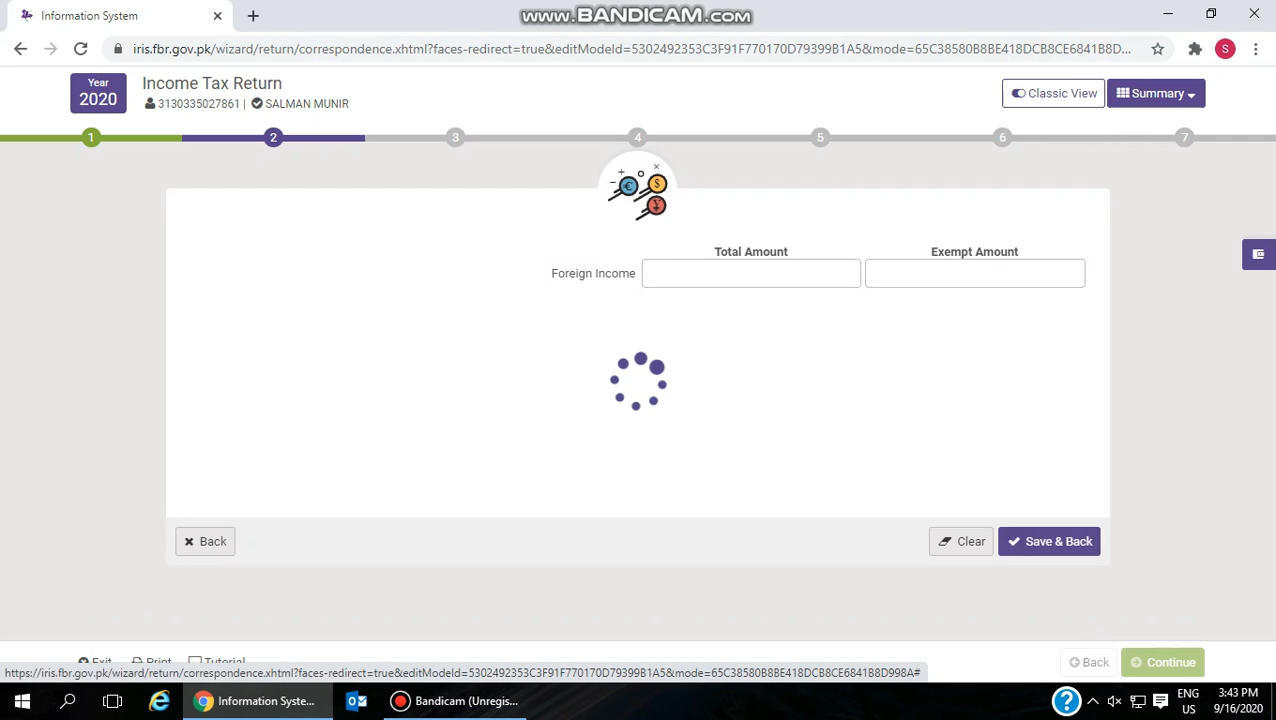 Information System
www.BANDICAM.com
iris.fbr.gov.pk/wizard/return/correspondence.xhtml?faces-redirect=true&editModeId=5302492353C3F91F770170D79399B1A5&mode=65C38580B8BE418DCB8CE6841B8D...
S
Year
2020
Income Tax Return
3130335027861 | SALMAN MUNIR
Classic View
Summary
1 2 3 4 5 6 7
Total Amount Exempt Amount
Foreign Income
Back
Clear
Save & Back
Exit Print Tutorial
Back
Continue
https://iris.fbr.gov.pk/wizard/return/correspondence.xhtml?faces-redirect=true&editModeId=5302492353C3F91F770170D79399B1A5&mode=65C38580B8BE418DCB8CE6841B8D998A#
Information Syste...
Bandicam (Unregis...
ENG
US
3:43 PM
9/16/2020